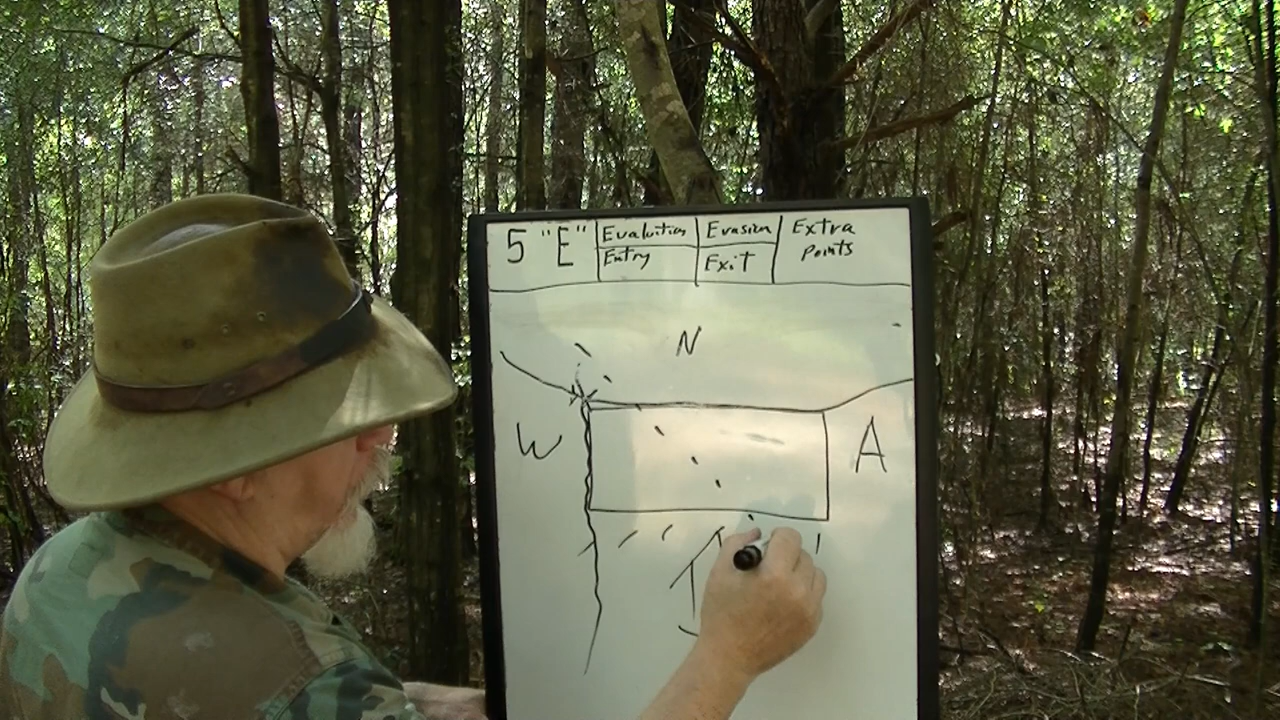 5 "E"
Evaluation
Evasion
Extra
Entry
Exit
Points
N
W
A